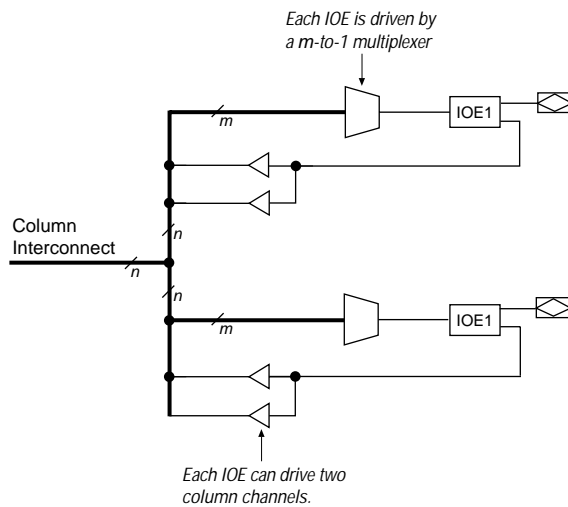 Each IOE is driven by
a m-to-1 multiplexer
m
IOE1
n
Column
Interconnect
n
n
m
IOE1
Each IOE can drive two
column channels.